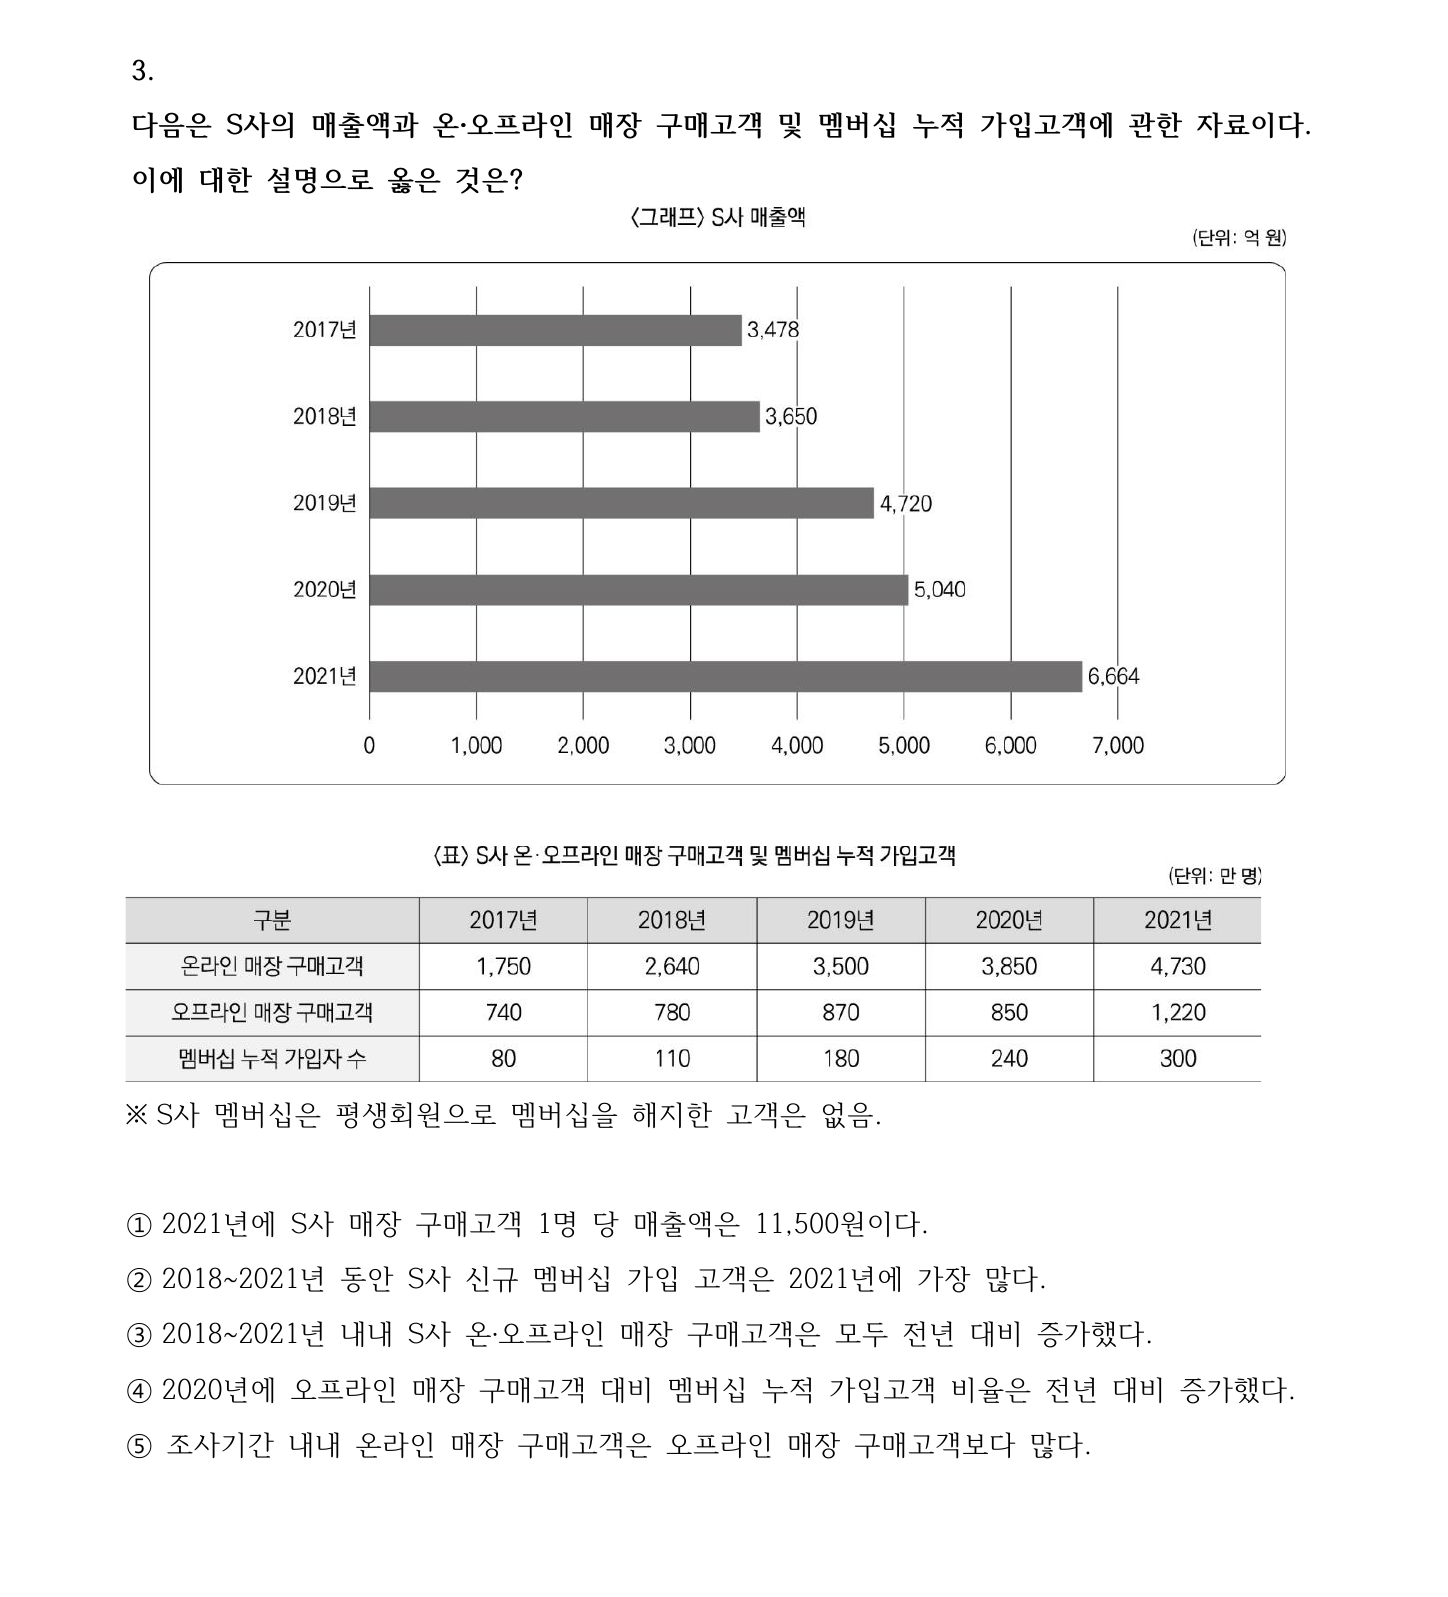 3.
다음은 S사의 매출액과 온·오프라인 매장 구매고객 및 멤버십 누적 가입고객에 관한 자료이다.
이에 대한 설명으로 옳은 것은?
〈그래프〉 S사 매출액
(단위: 억 원)
2017년 3,478
2018년 3,650
2019년 4,720
2020년 5,040
2021년 6,664
0 1,000 2,000 3,000 4,000 5,000 6,000 7,000
〈표〉 S사 온·오프라인 매장 구매고객 및 멤버십 누적 가입고객
(단위: 만 명)
구분 2017년 2018년 2019년 2020년 2021년
온라인 매장 구매고객 1,750 2,640 3,500 3,850 4,730
오프라인 매장 구매고객 740 780 870 850 1,220
멤버십 누적 가입자 수 80 110 180 240 300
※ S사 멤버십은 평생회원으로 멤버십을 해지한 고객은 없음.
① 2021년에 S사 매장 구매고객 1명 당 매출액은 11,500원이다.
② 2018~2021년 동안 S사 신규 멤버십 가입 고객은 2021년에 가장 많다.
③ 2018~2021년 내내 S사 온·오프라인 매장 구매고객은 모두 전년 대비 증가했다.
④ 2020년에 오프라인 매장 구매고객 대비 멤버십 누적 가입고객 비율은 전년 대비 증가했다.
⑤ 조사기간 내내 온라인 매장 구매고객은 오프라인 매장 구매고객보다 많다.